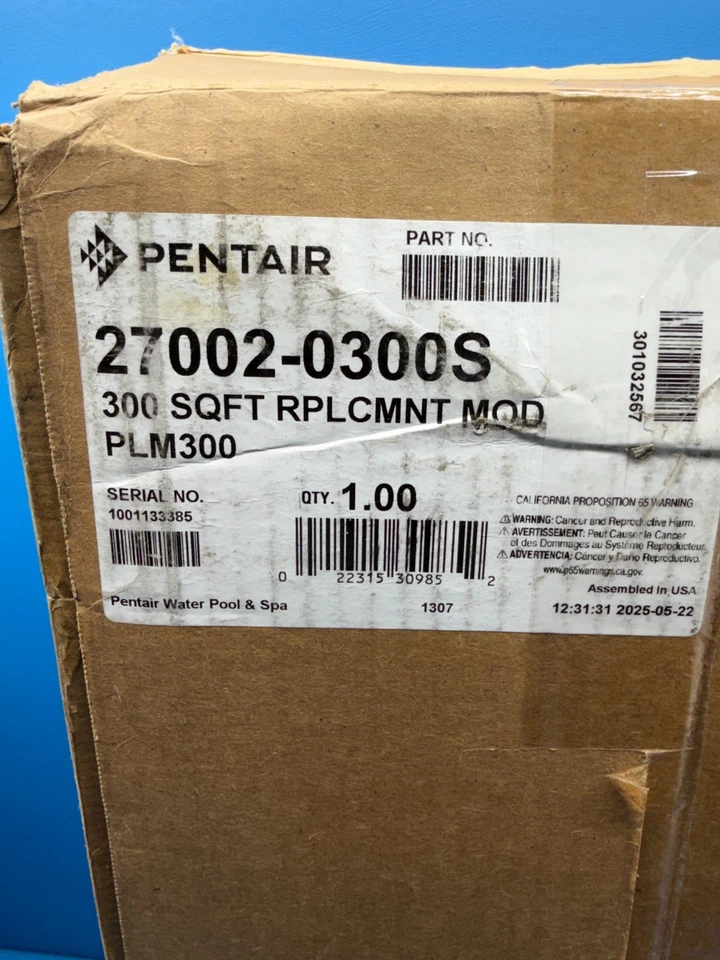 PENTAIR
PART NO.
27002-0300S
300 SQFT RPLCMNT MOD
PLM300
301032567
SERIAL NO.
1001133385
QTY. 1.00
0 22315 30985 2
CALIFORNIA PROPOSITION 65 WARNING
WARNING: Cancer and Reproductive Harm.
AVERTISSEMENT: Peut Causer le Cancer
et des Dommages au Système Reproducteur.
ADVERTENCIA: Cáncer y Daño Reproductivo.
www.p65warnings.ca.gov
Assembled in USA
Pentair Water Pool & Spa
1307
12:31:31 2025-05-22